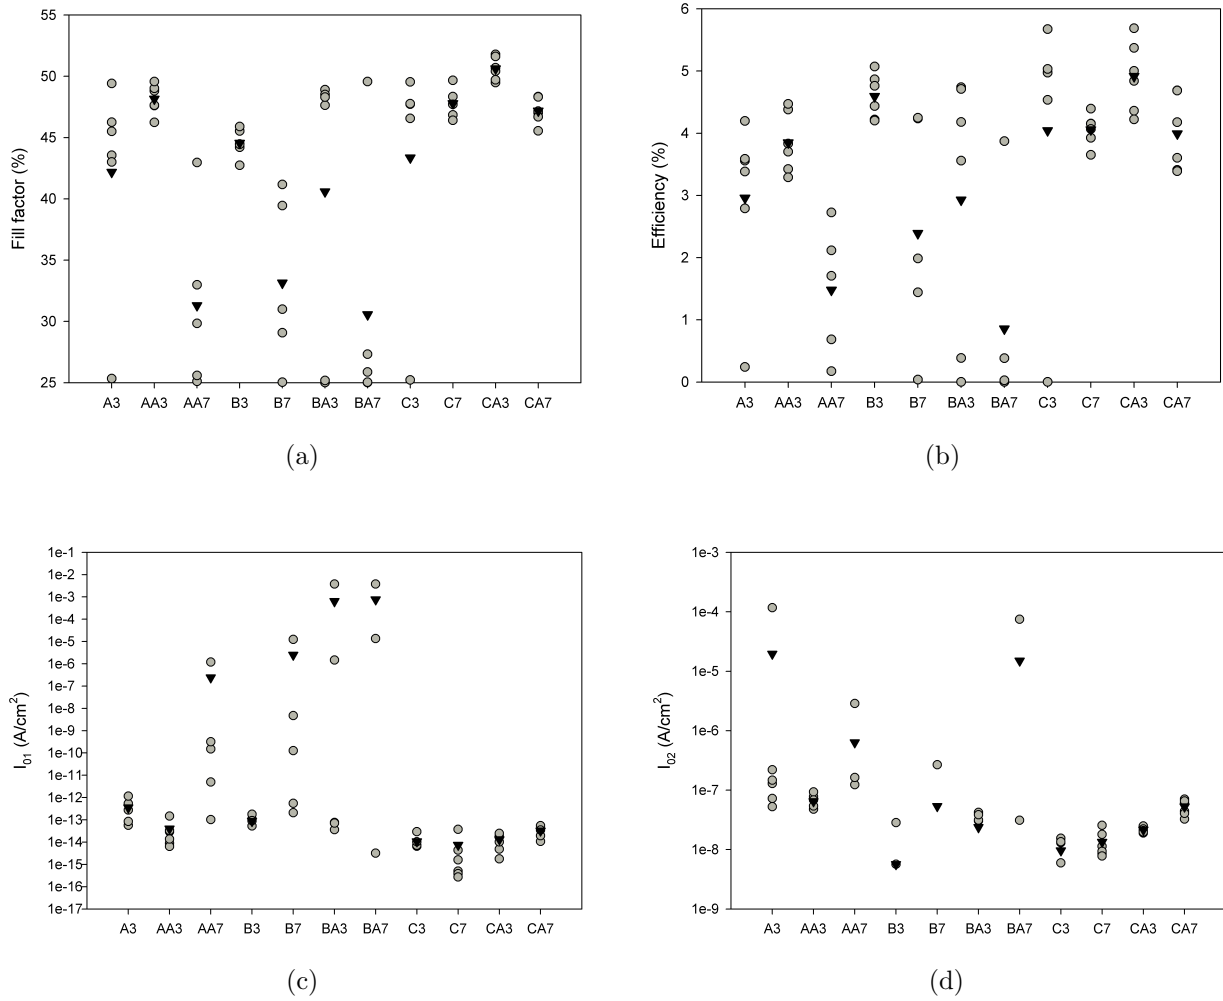 55
50
45
40
35
30
25
Fill factor (%)
A3 AA3 AA7 B3 B7 BA3 BA7 C3 C7 CA3 CA7
(a)
6
5
4
3
2
1
0
Efficiency (%)
A3 AA3 AA7 B3 B7 BA3 BA7 C3 C7 CA3 CA7
(b)
1e-1
1e-2
1e-3
1e-4
1e-5
1e-6
1e-7
1e-8
1e-9
1e-10
1e-11
1e-12
1e-13
1e-14
1e-15
1e-16
1e-17
I01 (A/cm2)
A3 AA3 AA7 B3 B7 BA3 BA7 C3 C7 CA3 CA7
(c)
1e-3
1e-4
1e-5
1e-6
1e-7
1e-8
1e-9
I02 (A/cm2)
A3 AA3 AA7 B3 B7 BA3 BA7 C3 C7 CA3 CA7
(d)